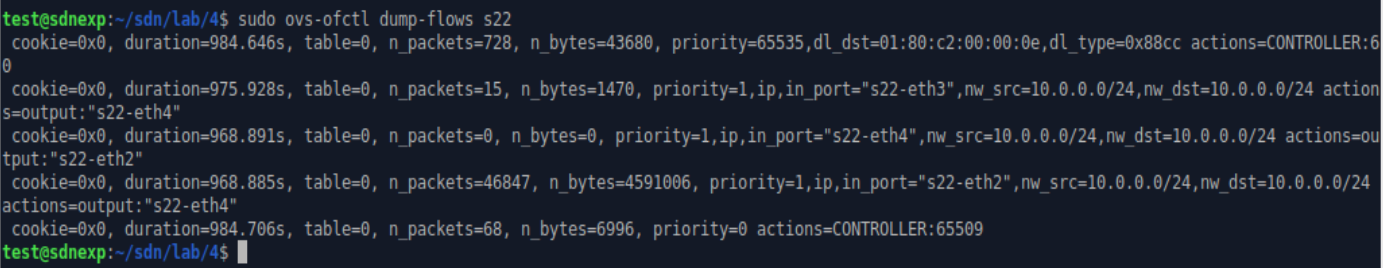 test@sdnexp:~/sdn/lab/4$ sudo ovs-ofctl dump-flows s22
 cookie=0x0, duration=984.646s, table=0, n_packets=728, n_bytes=43680, priority=65535,dl_dst=01:80:c2:00:00:0e,dl_type=0x88cc actions=CONTROLLER:6
0
 cookie=0x0, duration=975.928s, table=0, n_packets=15, n_bytes=1470, priority=1,ip,in_port="s22-eth3",nw_src=10.0.0.0/24,nw_dst=10.0.0.0/24 action
s=output:"s22-eth4"
 cookie=0x0, duration=968.891s, table=0, n_packets=0, n_bytes=0, priority=1,ip,in_port="s22-eth4",nw_src=10.0.0.0/24,nw_dst=10.0.0.0/24 actions=ou
tput:"s22-eth2"
 cookie=0x0, duration=968.885s, table=0, n_packets=46847, n_bytes=4591006, priority=1,ip,in_port="s22-eth2",nw_src=10.0.0.0/24,nw_dst=10.0.0.0/24
actions=output:"s22-eth4"
 cookie=0x0, duration=984.706s, table=0, n_packets=68, n_bytes=6996, priority=0 actions=CONTROLLER:65509
test@sdnexp:~/sdn/lab/4$